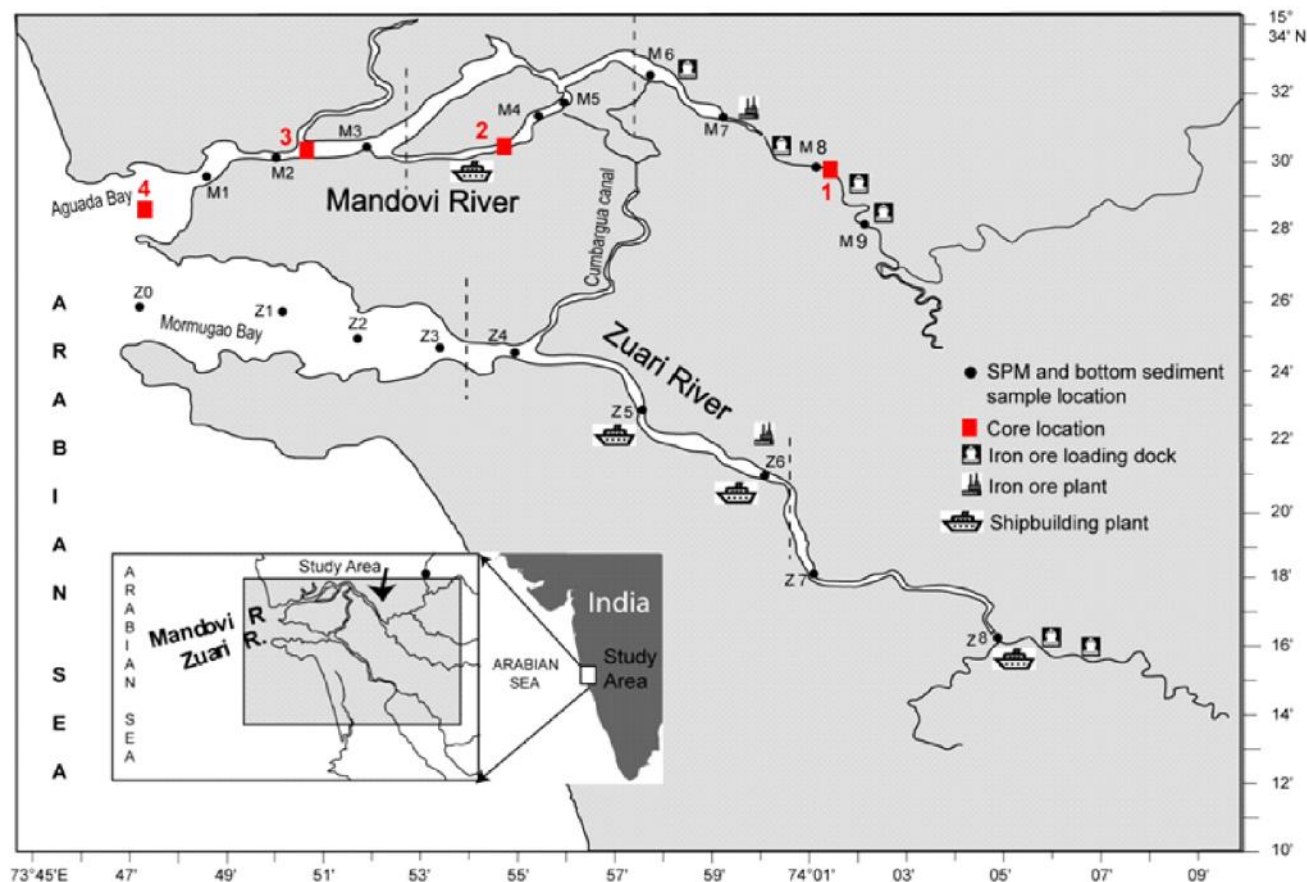 15°
34' N
32'
30'
28'
26'
24'
22'
20'
18'
16'
14'
12'
10'
73°45'E
47'
49'
51'
53'
55'
57'
59'
74°01'
03'
05'
07'
09'
M6
M5
M4
M7
2
3
M3
M8
M2
1
M1
4
Aguada Bay
Mandovi River
M9
Cumbargua canal
Z0
Z1
Mormugao Bay
Z2
Z3
Z4
Zuari River
Z5
Z6
Z7
Z8
ARABIAN SEA
SPM and bottom sediment
sample location
Core location
Iron ore loading dock
Iron ore plant
Shipbuilding plant
Study Area
ARABIAN SEA
Mandovi R
Zuari R.
ARABIAN
SEA
India
Study
Area